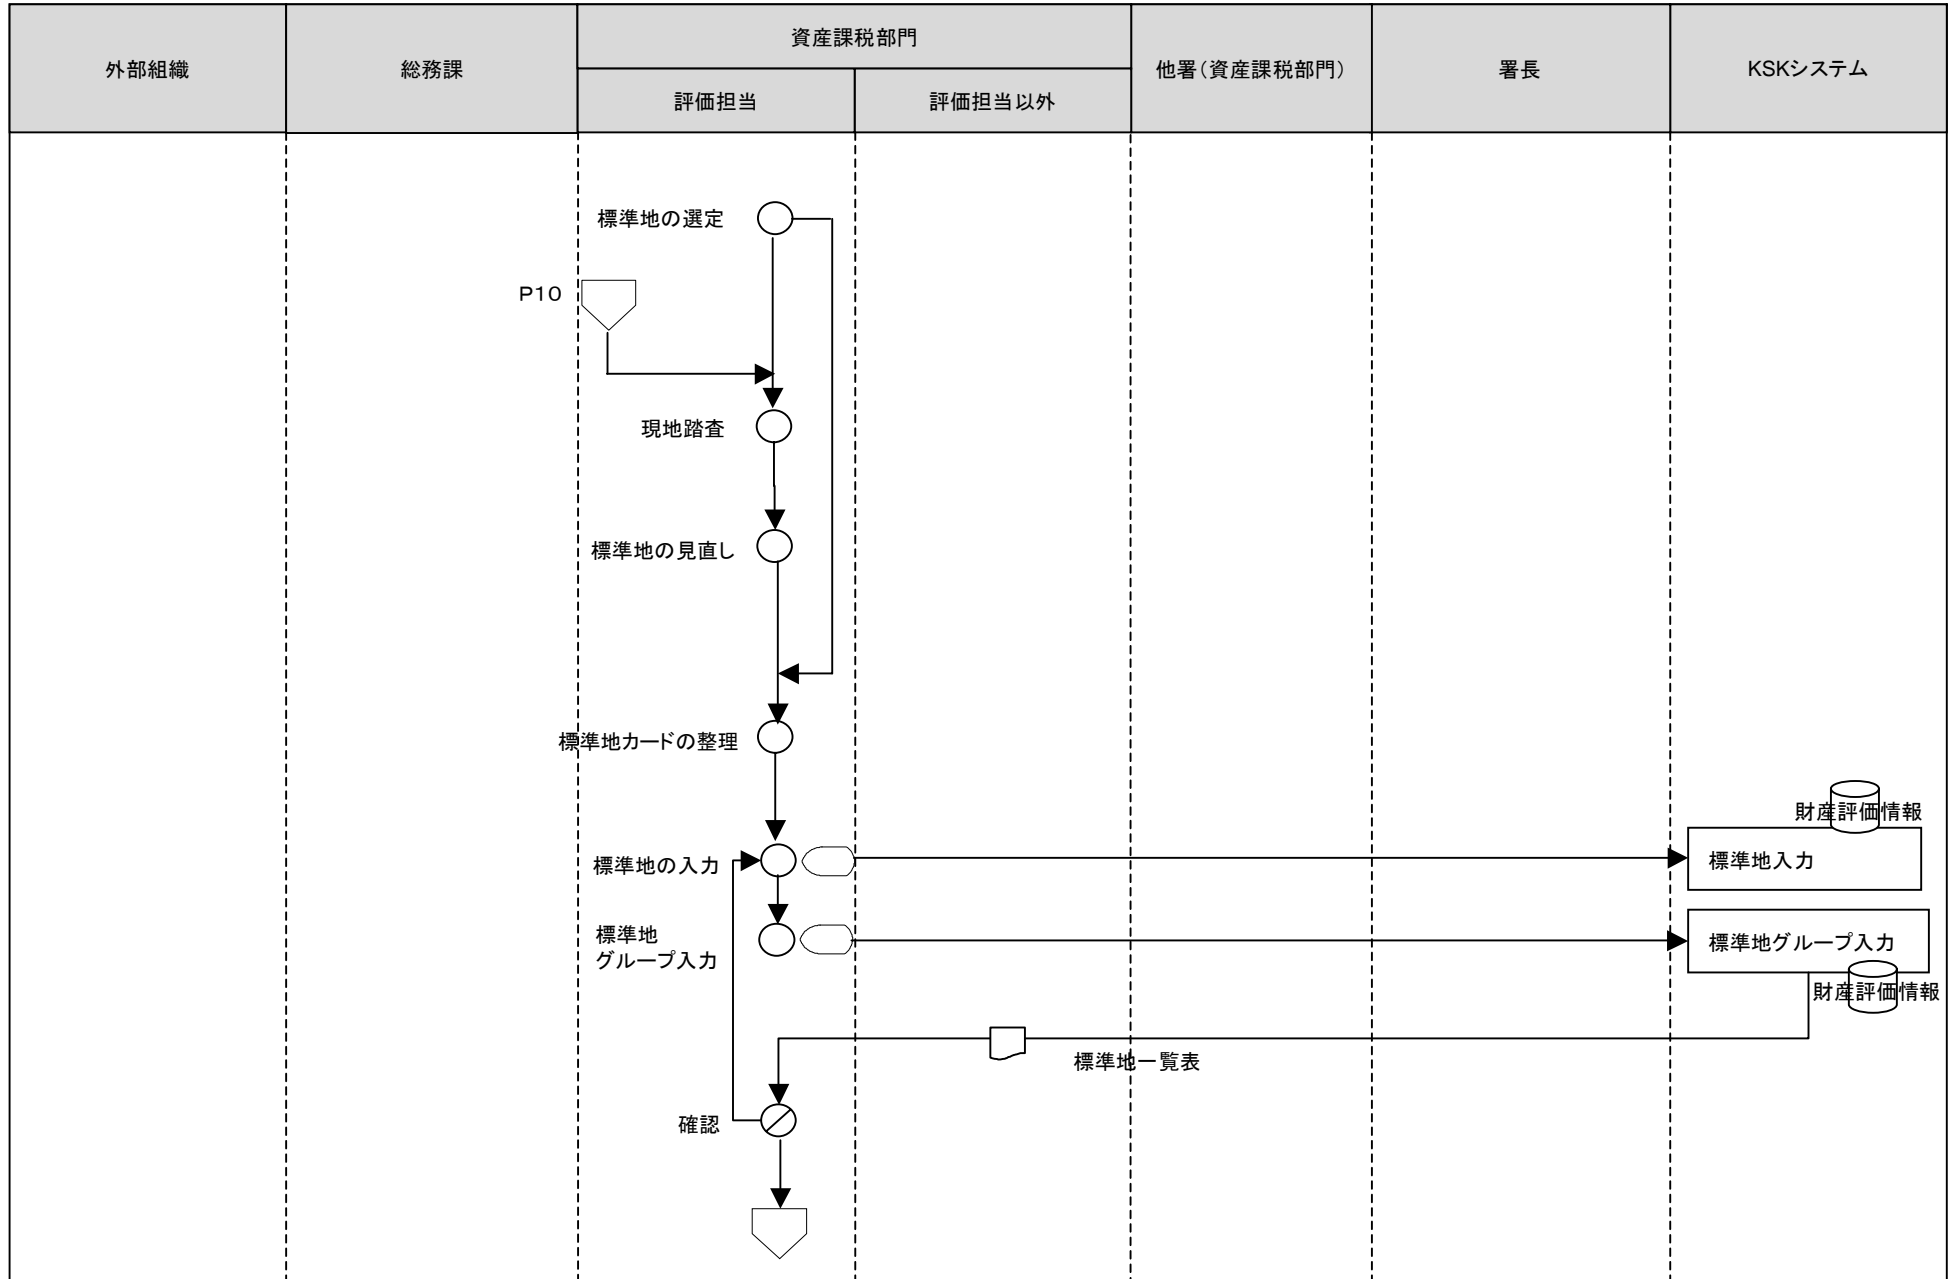 外部組織
総務課
資産課税部門
評価担当
評価担当以外
他署（資産課税部門）
署長
KSKシステム
標準地の選定
P10
現地踏査
標準地の見直し
標準地カードの整理
財産評価情報
標準地の入力
標準地入力
標準地
グループ入力
標準地グループ入力
財産評価情報
標準地一覧表
確認